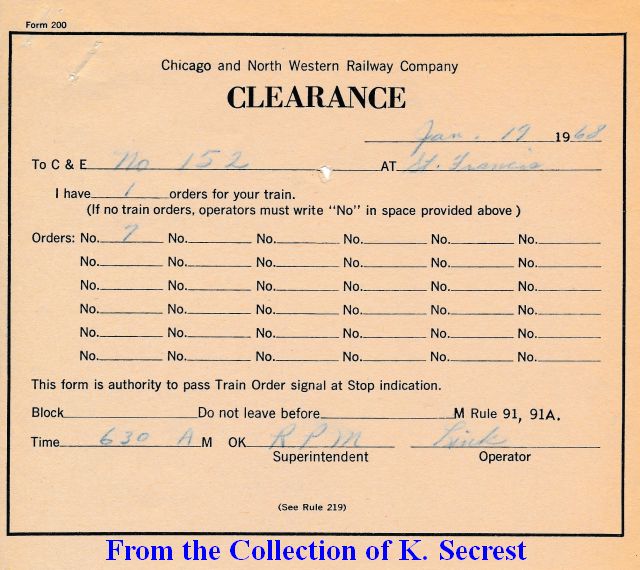 Form 200
Chicago and North Western Railway Company
CLEARANCE
Jan. 19 1968
To C & E No 152 AT St. Francis
I have 1 orders for your train.
(If no train orders, operators must write "No" in space provided above)
Orders: No. 7 No. No. No. No. No.
No. No. No. No. No. No.
No. No. No. No. No. No.
No. No. No. No. No. No.
No. No. No. No. No. No.
No. No. No. No. No. No.
This form is authority to pass Train Order signal at Stop indication.
Block Do not leave before M Rule 91, 91A.
Time 630 A M OK R P M
Superintendent Operator
(See Rule 219)
From the Collection of K. Secrest